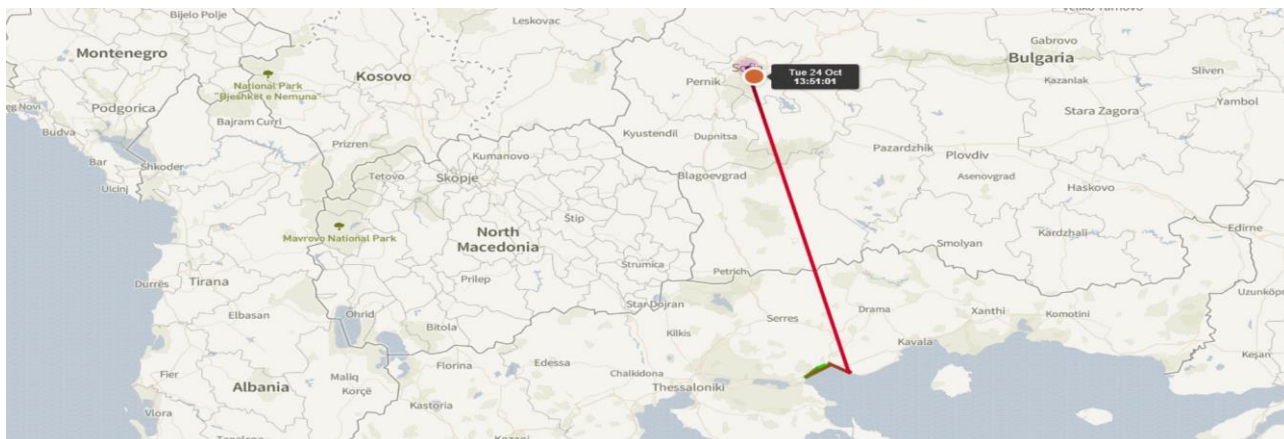 Bijelo Polje
Leskovac
Gabrovo
Montenegro
Bulgaria
Kosovo
Sliven
National Park
"Bjeshkët e Nemuna"
Pernik
Tue 24 Oct
13:51:01
Kazanlak
Podgorica
Yambol
Stara Zagora
Bajram Curri
Budva
Kyustendil
Dupnitsa
Prizren
Pazardzhik
Plovdiv
Bar
Shkoder
Kumanovo
Tetovo
Skopje
Blagoevgrad
Asenovgrad
Haskovo
Ulcinj
Štip
Mavrovo National Park
North
Macedonia
Kardzhali
Edirne
Smolyan
Strumica
Petrich
Tirana
Prilep
Durrës
Star Dojran
Drama
Elbasan
Ohrid
Serres
Xanthi
Komotini
Bitola
Kilkis
Kavala
Keşan
Florina
Edessa
Fier
Maliq
Chalkidona
Albania
Korçë
Thessaloniki
Kastoria
Vlora